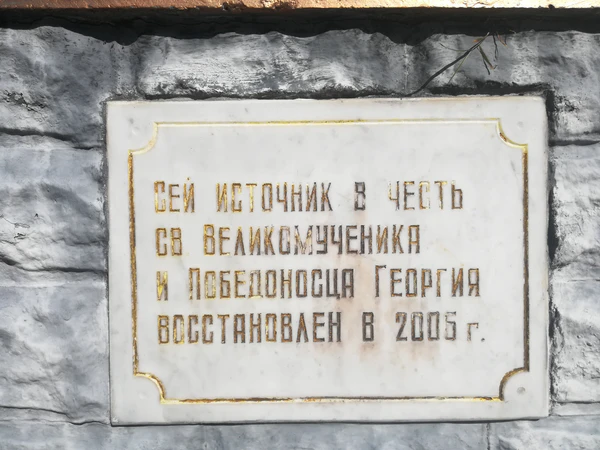 Сей источник в честь
св Великомученика
и Победоносца Георгия
восстановлен в 2005 г.